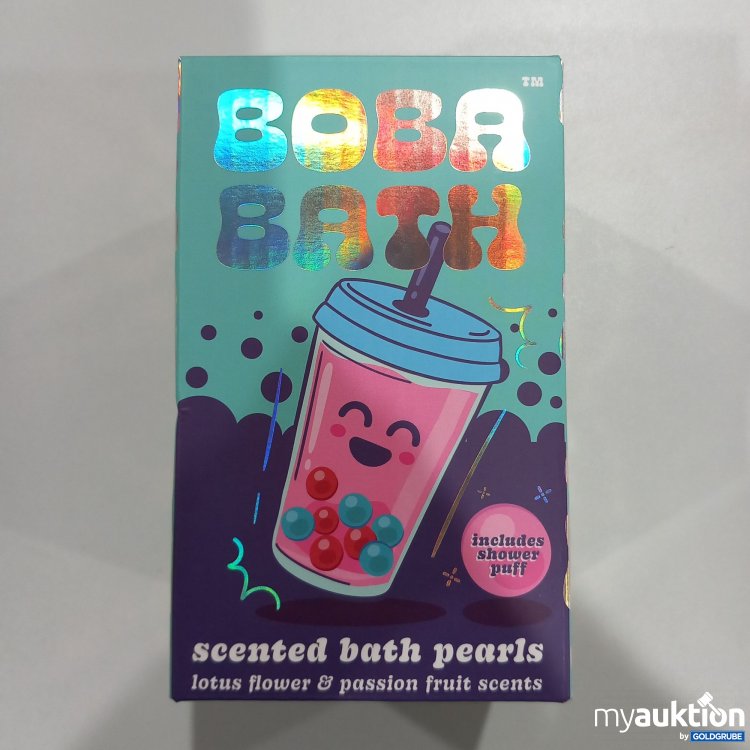 BOBA
TM
BATH
includes
shower
puff
scented bath pearls
lotus flower & passion fruit scents
myauktion
by GOLDGRUBE